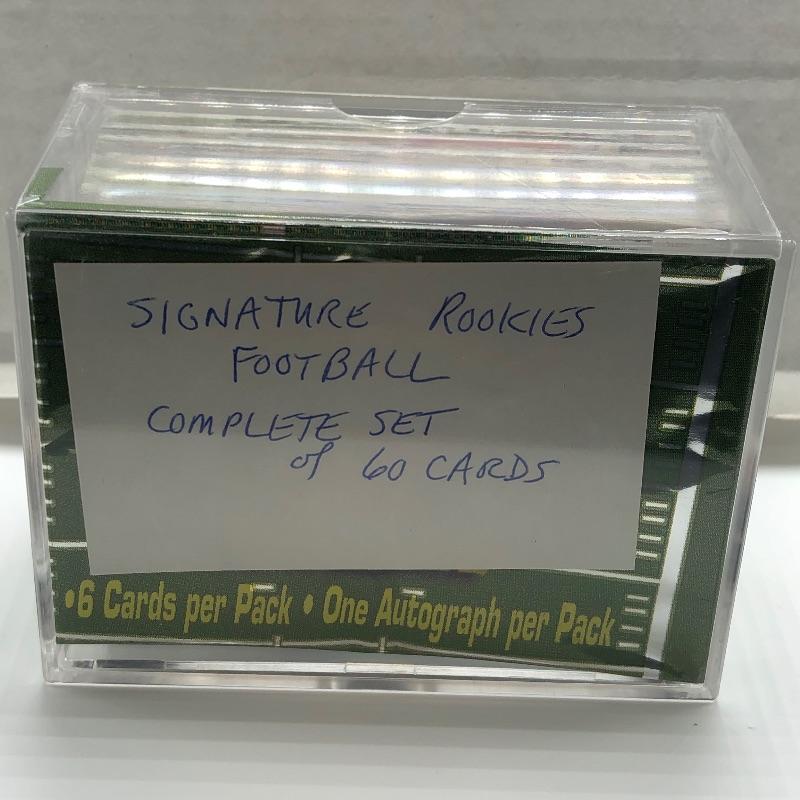 SIGNATURE ROOKIES
FOOTBALL
COMPLETE SET
of 60 CARDS
•6 Cards per Pack • One Autograph per Pack